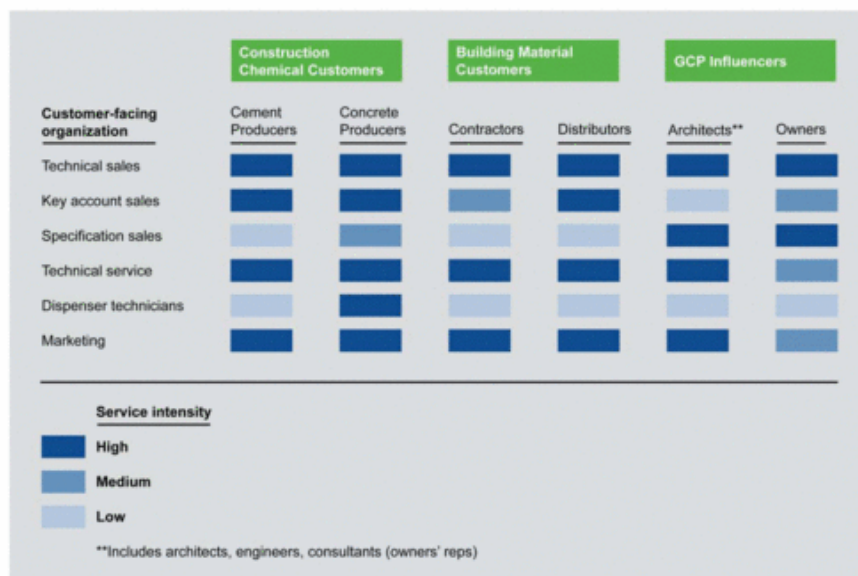 Construction
Chemical Customers
Building Material
Customers
GCP Influencers
Customer-facing
organization
Cement
Producers
Concrete
Producers
Contractors
Distributors
Architects**
Owners
Technical sales
Key account sales
Specification sales
Technical service
Dispenser technicians
Marketing
Service intensity
High
Medium
Low
**Includes architects, engineers, consultants (owners' reps)